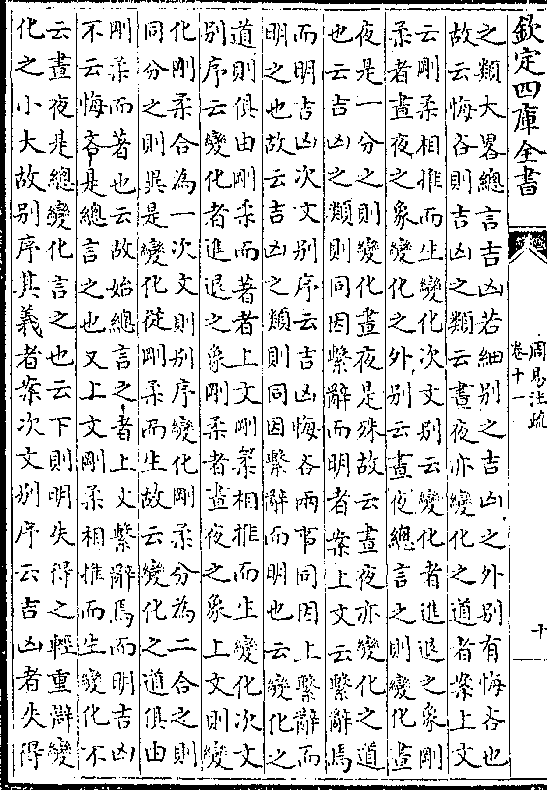 欽定四庫全書
周易注疏
卷十一
十
之類大畧總言吉凶若細別之吉凶之外別有悔吝也
故云悔吝則吉凶之類云晝夜亦變化之道者案上文
云剛柔相推而生變化次文別云變化者進退之象剛
柔者晝夜之象變化之外別云晝夜總言之則變化晝
夜是一分之則變化晝夜是殊故云晝夜亦變化之道
也云吉凶之類則同因繫辭而明者案上文云繫辭焉
而明吉凶次文別序云吉凶悔吝兩事同因上繫辭而
明之也故云吉凶之類則同因繫辭而明也云變化之
道則俱由剛柔而著者上文剛柔相推而生變化次文
別序云變化者進退之象剛柔者晝夜之象上文則變
化剛柔合為一次文則別序變化剛柔分為二合之則
同分之則異是變化從剛柔而生故云變化之道俱由
剛柔而著也云故始總言之者上文繫辭焉而明吉凶
不云悔吝是總言之也又上文剛柔相推而生變化不
云晝夜是總變化言之也云下則明失得之輕重辯變
化之小大故別序其義者案次文別序云吉凶者失得